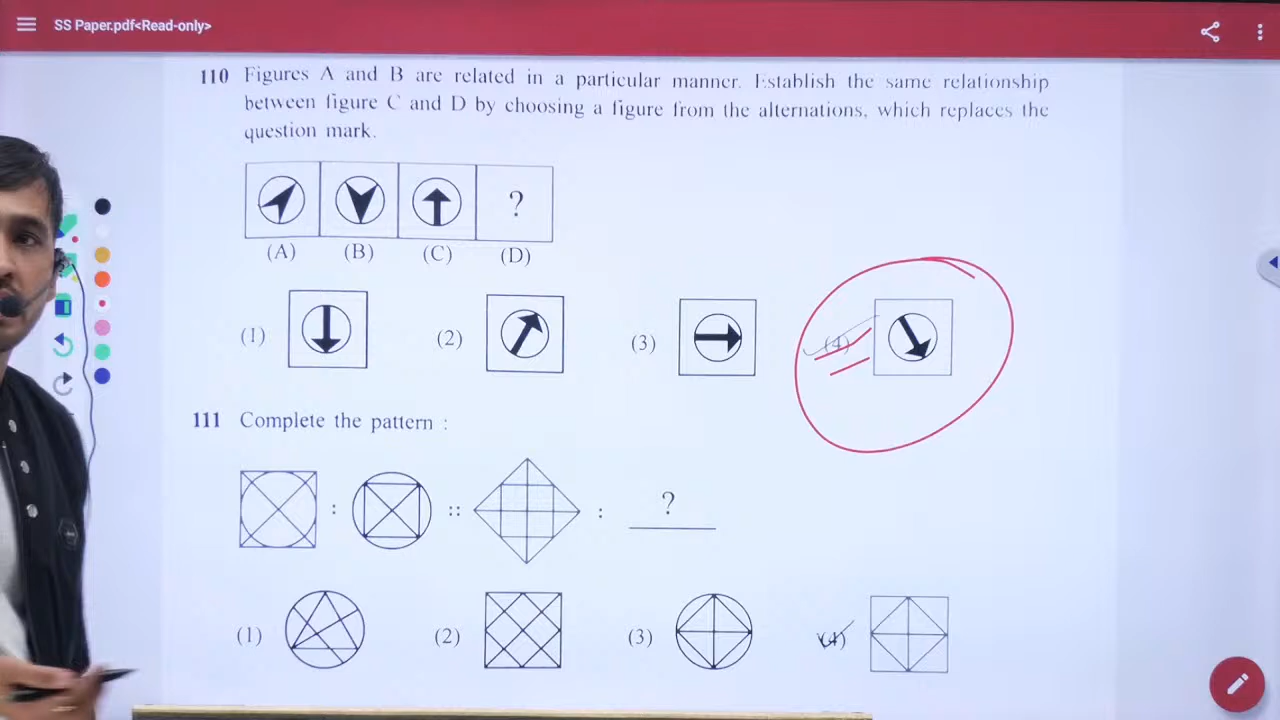 SS Paper.pdf<Read-only>
110 Figures A and B are related in a particular manner. Establish the same relationship
between figure C and D by choosing a figure from the alternations, which replaces the
question mark.
?
(A) (B) (C) (D)
(1) (2) (3) (4)
111 Complete the pattern :
: :: : ?
(1) (2) (3) (4)